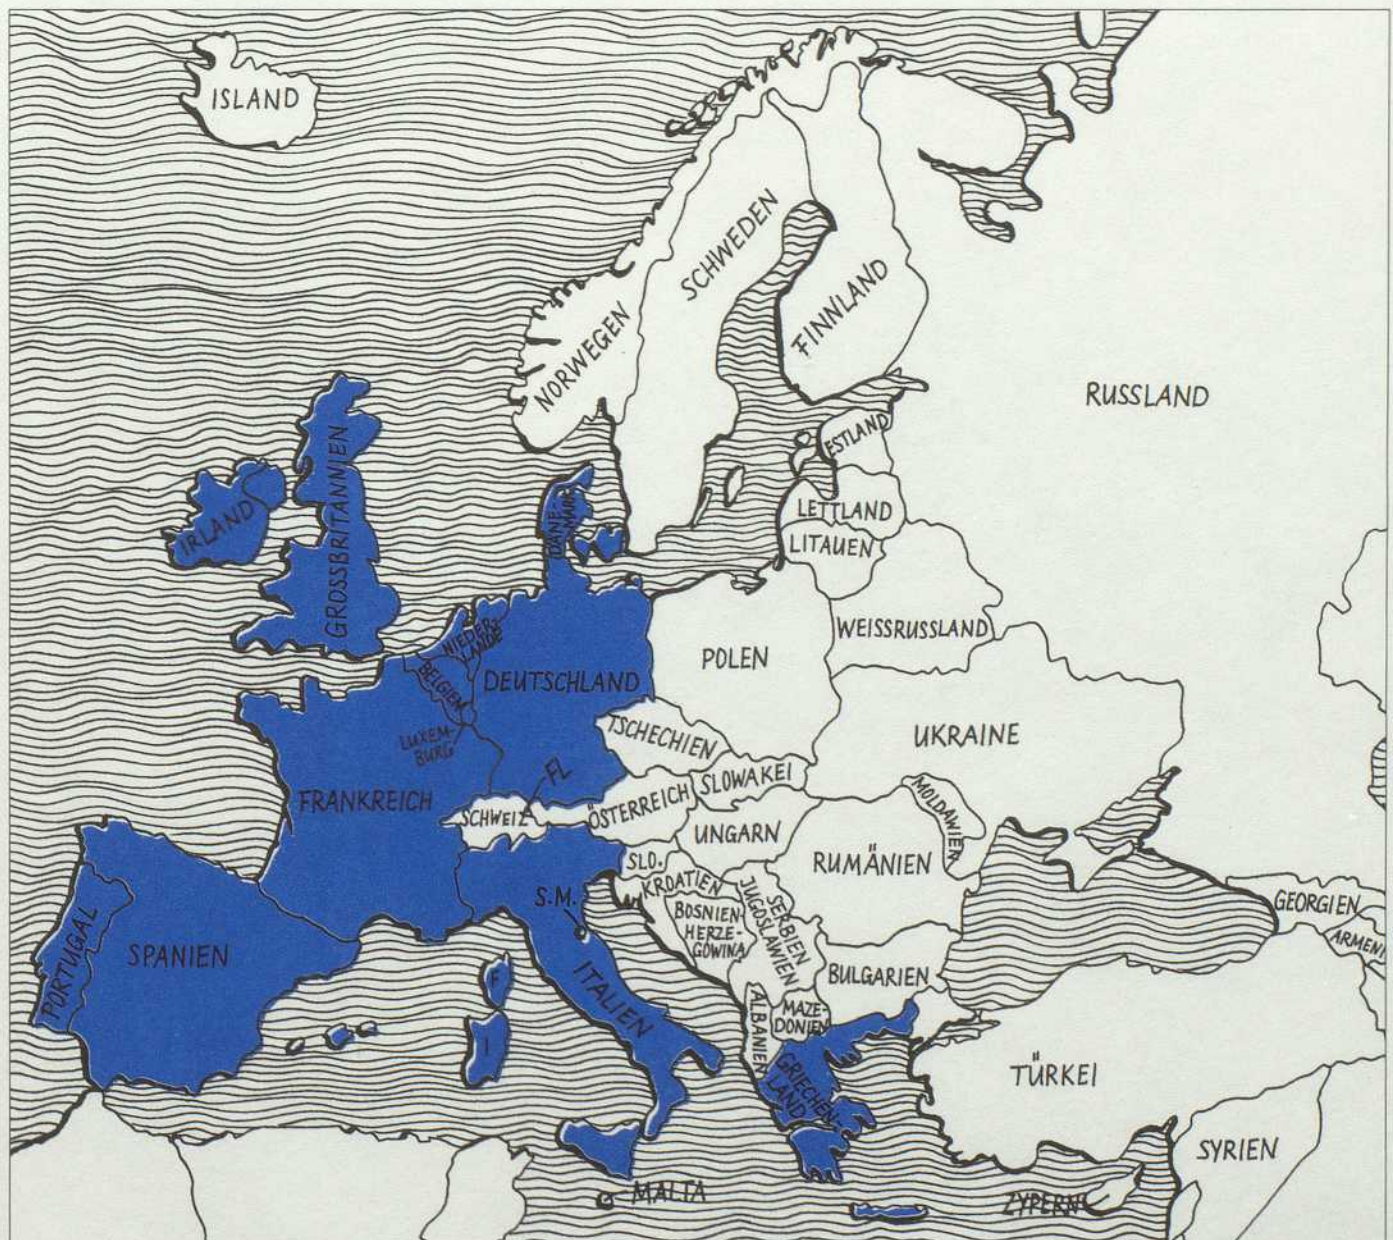 ISLAND
SCHWEDEN
FINNLAND
NORWEGEN
RUSSLAND
ESTLAND
LETTLAND
LITAUEN
DÄNE-
MARK
IRLAND
GROSSBRITANNIEN
WEISSRUSSLAND
NIEDER-
LANDE
BELGIEN
DEUTSCHLAND
POLEN
LUXEM-
BURG
TSCHECHIEN
UKRAINE
FL
SLOWAKEI
FRANKREICH
SCHWEIZ
ÖSTERREICH
MOLDAWIEN
UNGARN
RUMÄNIEN
SLO.
KROATIEN
S.M.
BOSNIEN-
HERZE-
GOWINA
SERBIEN
JUGOSLAWIEN
GEORGIEN
ARMENI
PORTUGAL
SPANIEN
ITALIEN
F
I
BULGARIEN
ALBANIEN
MAZE-
DONIEN
GRIECHEN-
LAND
TÜRKEI
SYRIEN
MALTA
ZYPERN